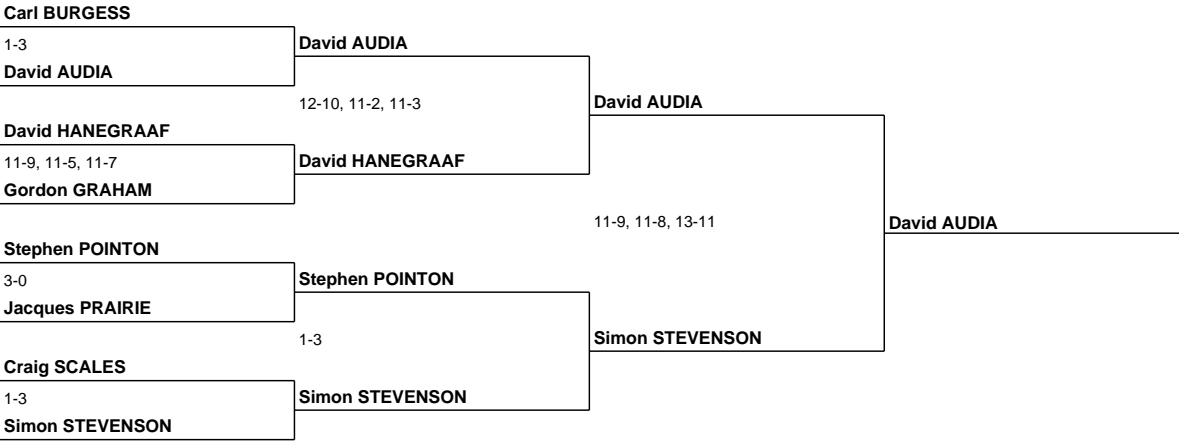 Carl BURGESS
1-3
David AUDIA
David HANEGRAAF
11-9, 11-5, 11-7
Gordon GRAHAM
Stephen POINTON
3-0
Jacques PRAIRIE
Craig SCALES
1-3
Simon STEVENSON
David AUDIA
12-10, 11-2, 11-3
David HANEGRAAF
Stephen POINTON
1-3
Simon STEVENSON
David AUDIA
11-9, 11-8, 13-11
Simon STEVENSON
David AUDIA